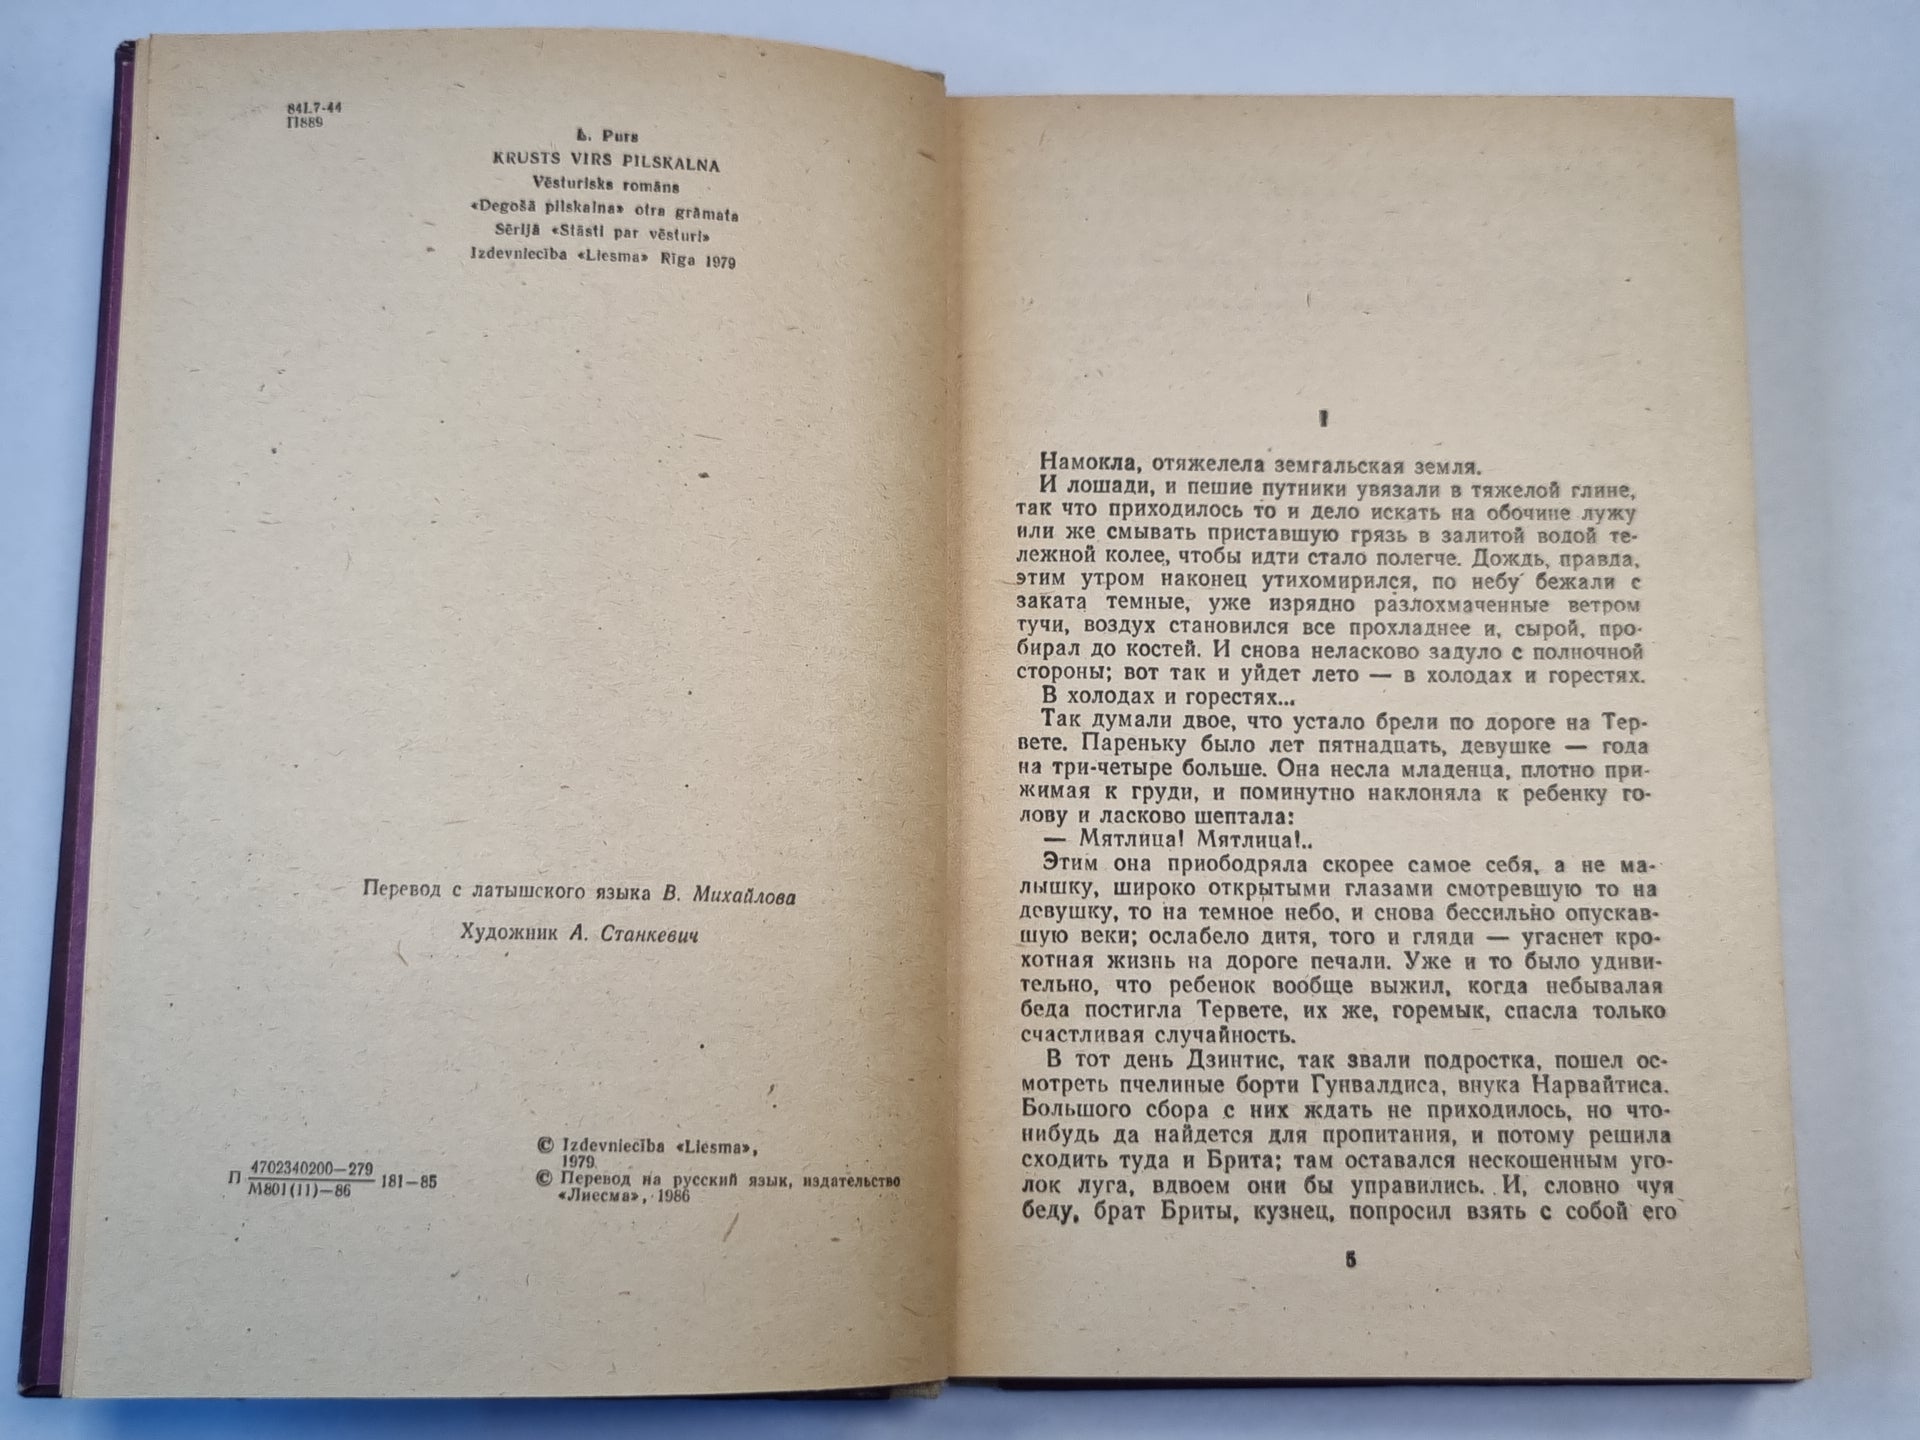 84L7-44
П889
L. Purs
KRUSTS VIRS PILSKALNA
Vēsturisks romāns
«Degošā pilskalna» otra grāmata
Sērijā «Stāsti par vēsturi»
Izdevniecība «Liesma» Rīga 1979
Перевод с латышского языка В. Михайлова
Художник А. Станкевич
П 4702340200—279 181—85
М801(11)—86
© Izdevniecība «Liesma»,
1979.
© Перевод на русский язык, издательство
«Лиесма», 1986
I
Намокла, отяжелела земгальская земля.
И лошади, и пешие путники увязали в тяжелой глине,
так что приходилось то и дело искать на обочине лужу
или же смывать приставшую грязь в залитой водой те-
лежной колее, чтобы идти стало полегче. Дождь, правда,
этим утром наконец утихомирился, по небу бежали с
заката темные, уже изрядно разлохмаченные ветром
тучи, воздух становился все прохладнее и, сырой, про-
бирал до костей. И снова неласково задуло с полночной
стороны; вот так и уйдет лето — в холодах и горестях.
В холодах и горестях...
Так думали двое, что устало брели по дороге на Тер-
вете. Пареньку было лет пятнадцать, девушке — года
на три-четыре больше. Она несла младенца, плотно при-
жимая к груди, и поминутно наклоняла к ребенку го-
лову и ласково шептала:
— Мятлица! Мятлица!..
Этим она приободряла скорее самое себя, а не ма-
лышку, широко открытыми глазами смотревшую то на
девушку, то на темное небо, и снова бессильно опускав-
шую веки; ослабело дитя, того и гляди — угаснет кро-
хотная жизнь на дороге печали. Уже и то было удиви-
тельно, что ребенок вообще выжил, когда небывалая
беда постигла Тервете, их же, горемык, спасла только
счастливая случайность.
В тот день Дзинтис, так звали подростка, пошел ос-
мотреть пчелиные борти Гунвалдиса, внука Нарвайтиса.
Большого сбора с них ждать не приходилось, но что-
нибудь да найдется для пропитания, и потому решила
сходить туда и Брита; там оставался нескошенным уго-
лок луга, вдвоем они бы управились. И, словно чуя
беду, брат Бриты, кузнец, попросил взять с собой его
5